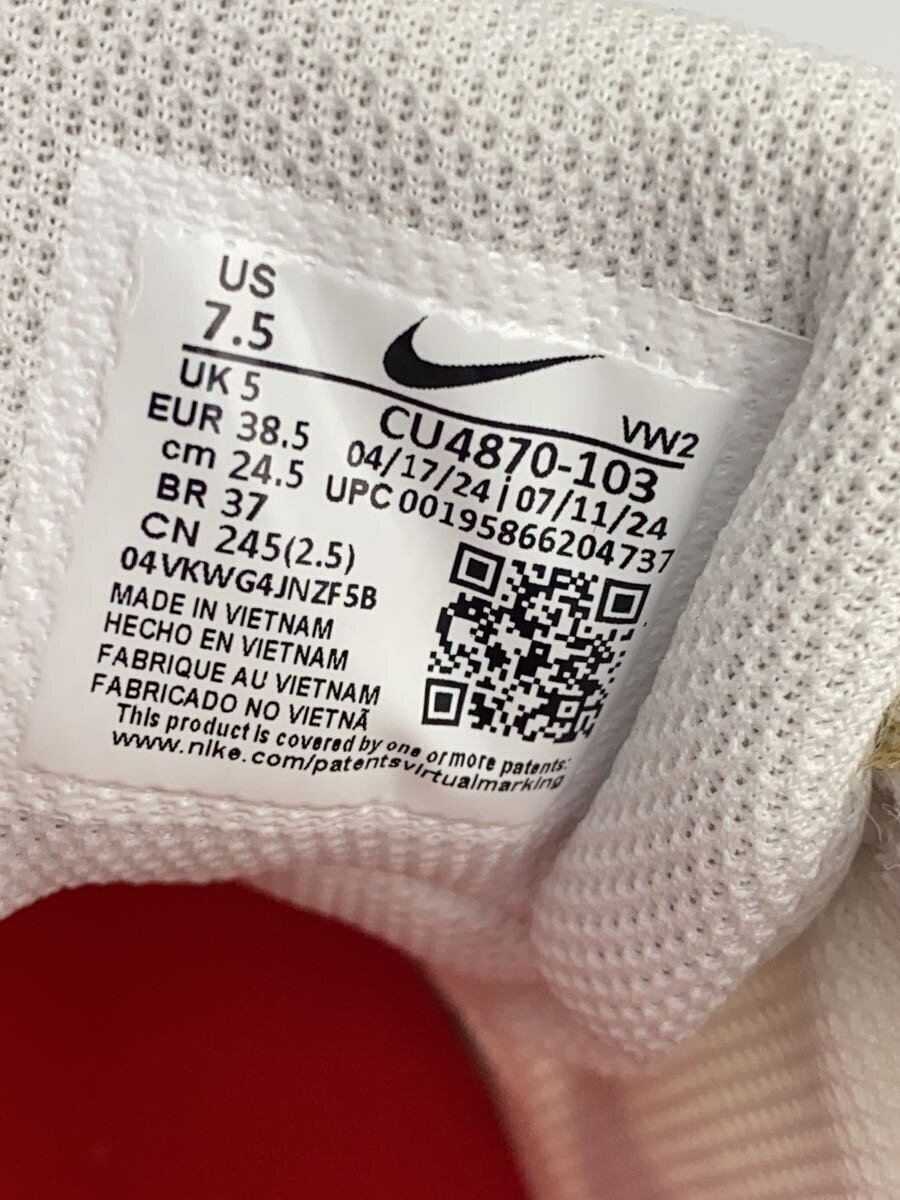 US
7.5
UK 5
EUR 38.5
cm 24.5
BR 37
CN 245(2.5)
VW2
CU4870-103
04/17/24 | 07/11/24
UPC 00195866204737
04VKWG4JNZF5B
MADE IN VIETNAM
HECHO EN VIETNAM
FABRIQUE AU VIETNAM
FABRICADO NO VIETNÃ
This product is covered by one or more patents:
www.nike.com/patentsvirtualmarking